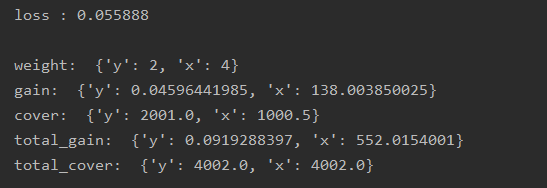 loss : 0.055888
weight:  {'y': 2, 'x': 4}
gain:  {'y': 0.04596441985, 'x': 138.003850025}
cover:  {'y': 2001.0, 'x': 1000.5}
total_gain:  {'y': 0.0919288397, 'x': 552.0154001}
total_cover:  {'y': 4002.0, 'x': 4002.0}